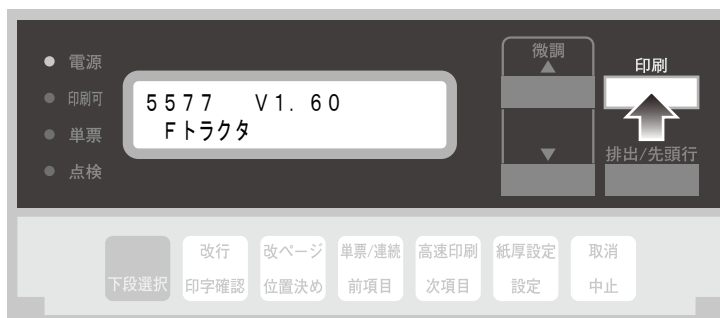 電源
印刷可
単票
点検
5577 V1.60
Fトラクタ
微調
印刷
排出/先頭行
下段選択
改行
印字確認
改ページ
位置決め
単票/連続
前項目
高速印刷
次項目
紙厚設定
設定
取消
中止